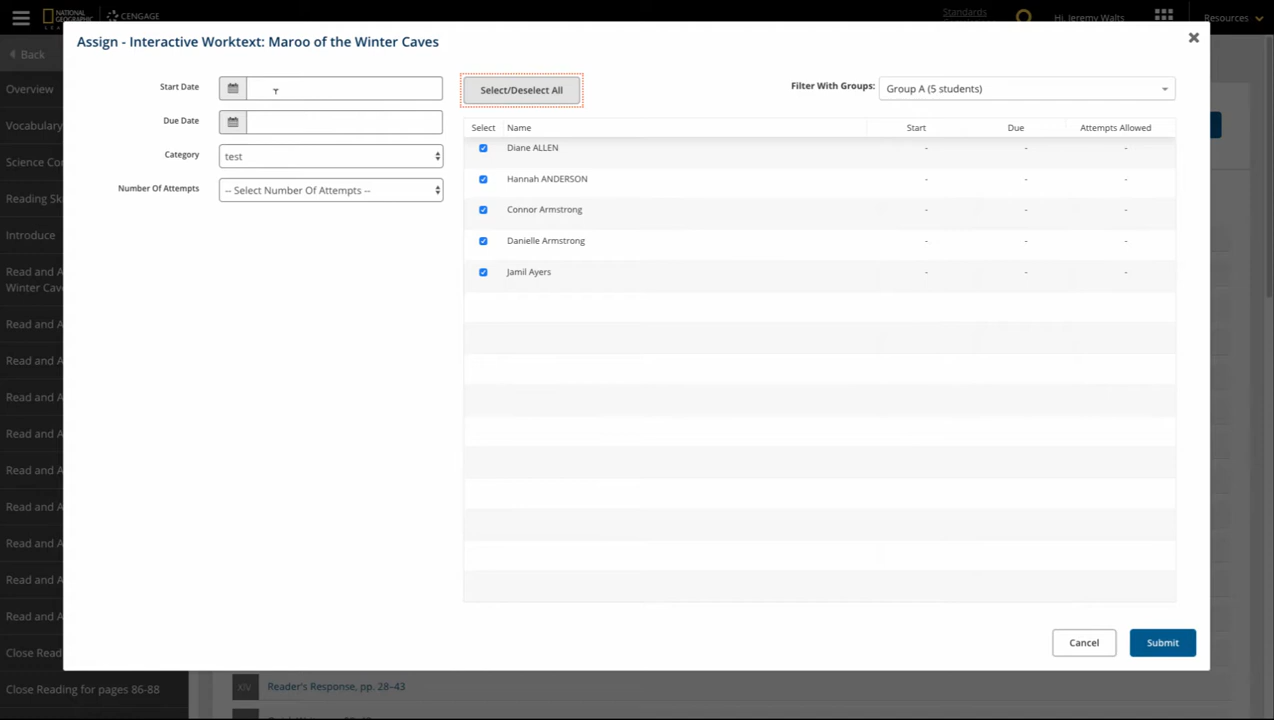 NATIONAL
GEOGRAPHIC
CENGAGE
Standards
Hi, Jeremy Walts
Resources
Back
Overview
Vocabulary
Science Con
Reading Ski
Introduce
Read and A
Winter Cave
Read and A
Read and A
Read and A
Read and A
Read and A
Read and A
Read and A
Read and A
Read and A
Close Read
Close Reading for pages 86-88
Assign - Interactive Worktext: Maroo of the Winter Caves
Start Date
Due Date
Category
test
Number Of Attempts
-- Select Number Of Attempts --
Select/Deselect All
Filter With Groups:
Group A (5 students)
Select Name Start Due Attempts Allowed
Diane ALLEN - - -
Hannah ANDERSON - - -
Connor Armstrong - - -
Danielle Armstrong - - -
Jamil Ayers - - -
Cancel
Submit
XIV
Reader's Response, pp. 28–43